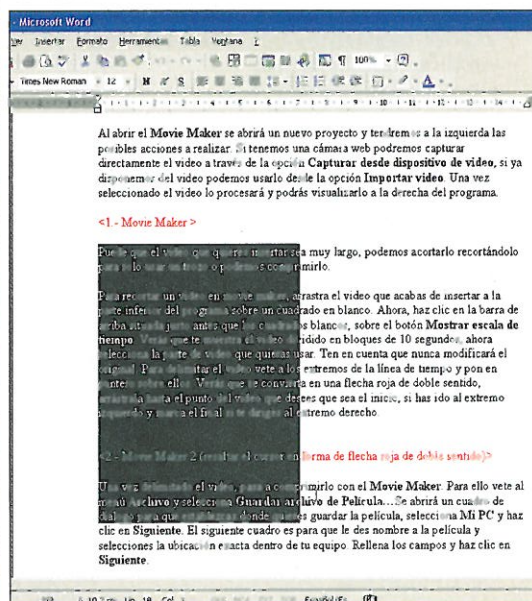 - Microsoft Word
Ver Insertar Formato Herramientas Tabla Ventana ?
100%
Times New Roman 12 N K S
Al abrir el Movie Maker se abrirá un nuevo proyecto y tendremos a la izquierda las
posibles acciones a realizar. Si tenemos una cámara web podremos capturar
directamente el video a través de la opción Capturar desde dispositivo de video, si ya
disponemos del video podemos usarlo desde la opción Importar video. Una vez
seleccionado el video lo procesará y podrás visualizarlo a la derecha del programa.
<1 - Movie Maker >
Puede que el video que quieres insertar sea muy largo, podemos acortarlo recortándolo
para solo usar un trozo o podemos comprimirlo.
Para recortar un video en movie maker, arrastra el video que acabas de insertar a la
parte inferior del programa sobre un cuadrado en blanco. Ahora, haz clic en la barra de
arriba situada justo antes que los cuadrados blancos, sobre el botón Mostrar escala de
tiempo. Verás que te muestra el video dividido en bloques de 10 segundos, ahora
selecciona la parte de video que quieras usar. Ten en cuenta que nunca modificará el
original. Para delimitar el video vete a los extremos de la línea de tiempo y pon en
puntero sobre ellos. Verás que se convierta en una flecha roja de doble sentido,
arrástrala hasta el punto del video que desees que sea el inicio, si has ido al extremo
izquierdo y marca el final si te diriges al extremo derecho.
<2 - Movie Maker 2 (resaltar el cursor en forma de flecha roja de doble sentido)>
Una vez delimitado el video, pasa a comprimirlo con el Movie Maker. Para ello vete al
menú Archivo y selecciona Guardar archivo de Película... Se abrirá un cuadro de
dialogo para que establezcas donde quieres guardar la película, selecciona Mi PC y haz
clic en Siguiente. El siguiente cuadro es para que le des nombre a la película y
selecciones la ubicación exacta dentro de tu equipo. Rellena los campos y haz clic en
Siguiente.
Español (Es